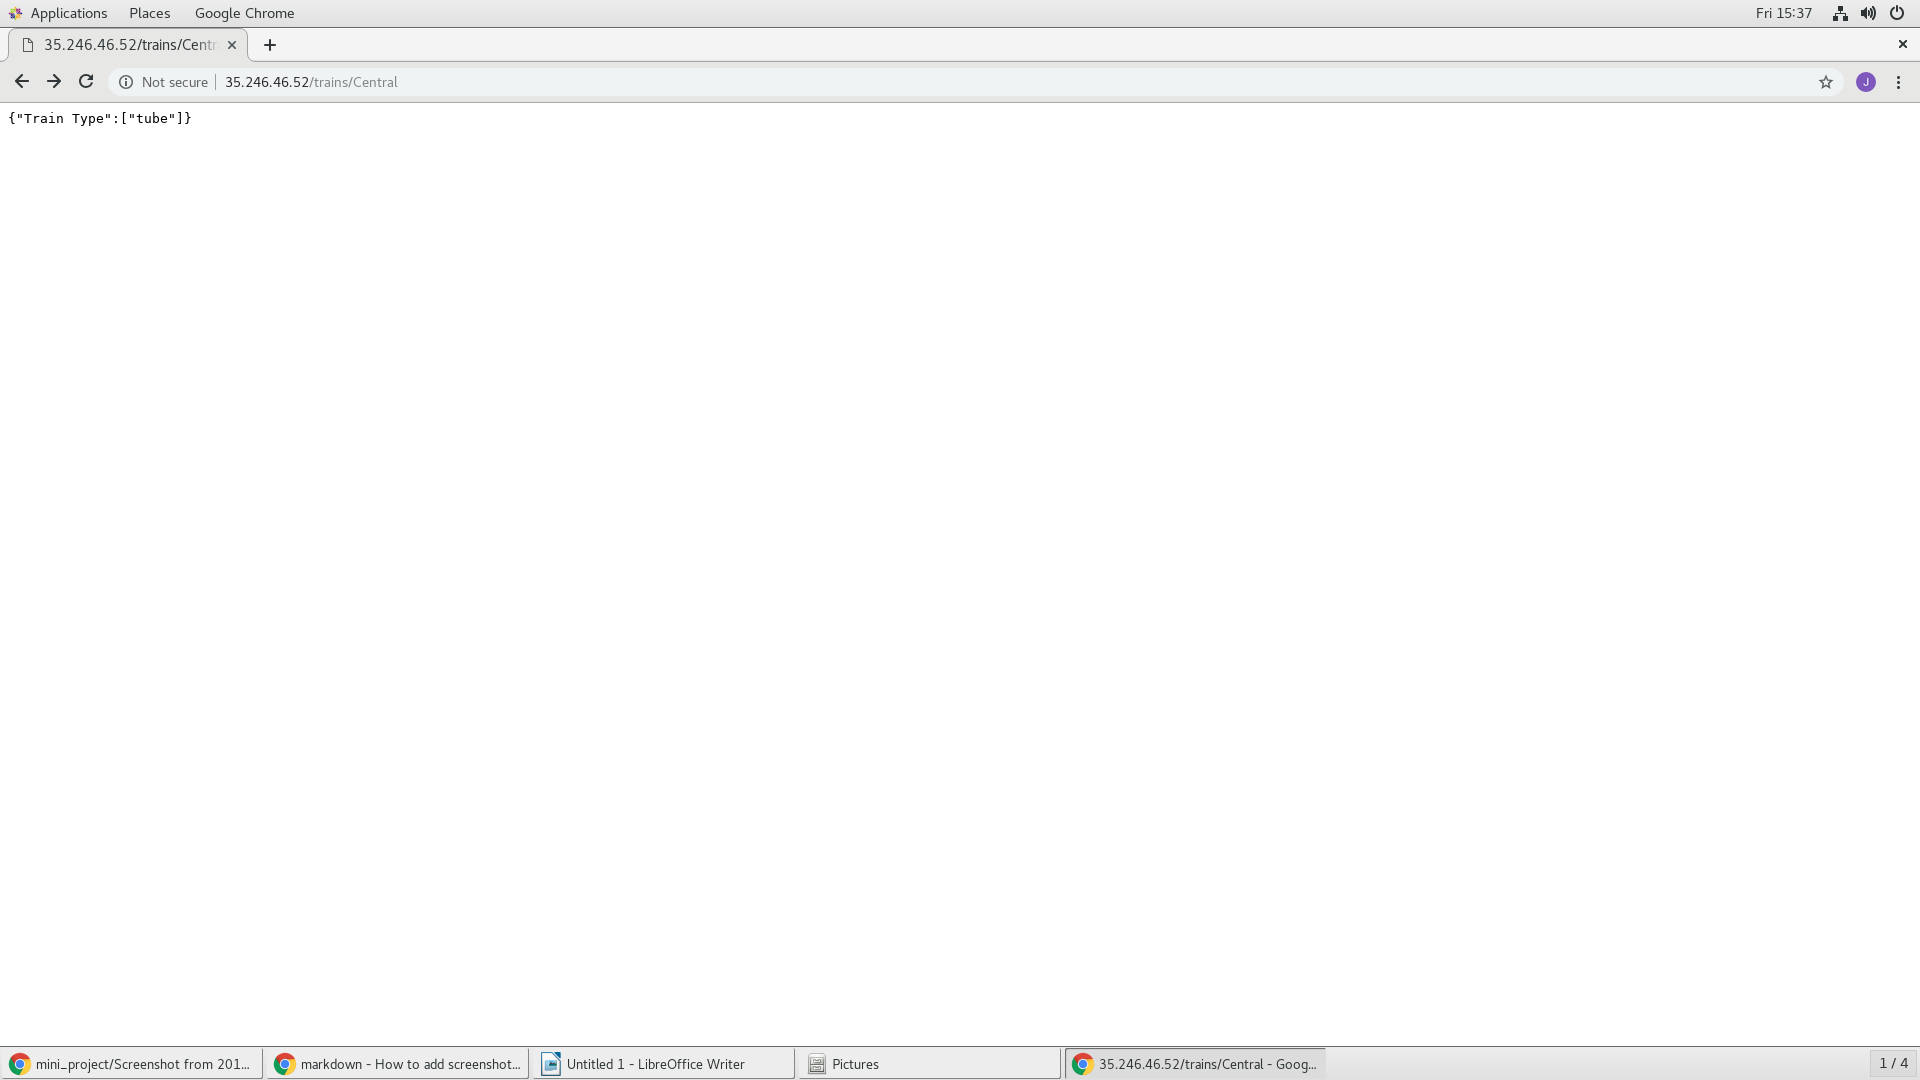 Applications Places Google Chrome Fri 15:37
35.246.46.52/trains/Centr
Not secure 35.246.46.52/trains/Central J
{"Train Type":["tube"]}
mini_project/Screenshot from 201... markdown - How to add screenshot... Untitled 1 - LibreOffice Writer Pictures 35.246.46.52/trains/Central - Goog... 1 / 4